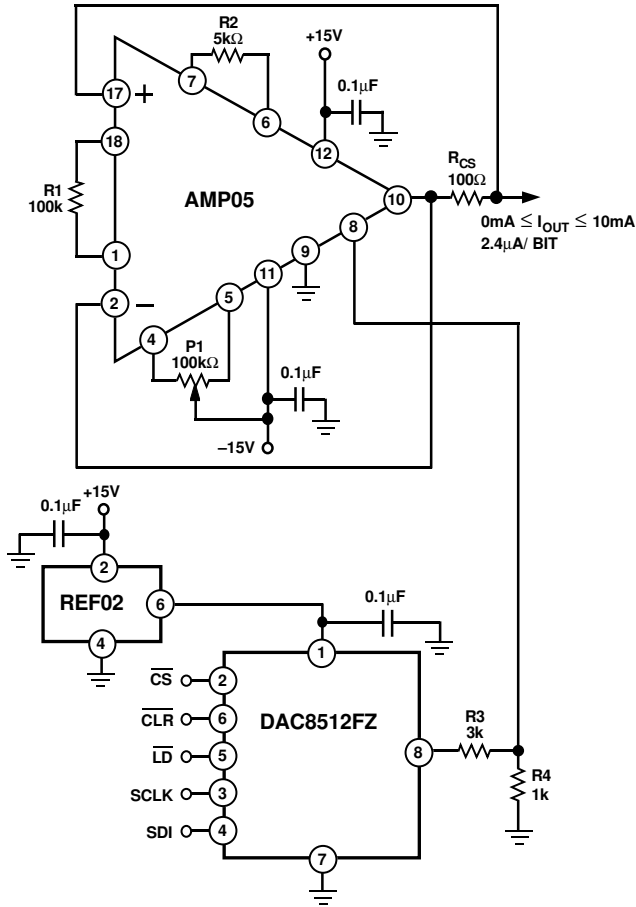 R2
5kΩ
+15V
0.1μF
7
6
12
17
+
18
R1
100k
AMP05
10
RCS
100Ω
0mA ≤ IOUT ≤ 10mA
2.4μA/ BIT
8
9
11
1
2
−
5
4
P1
100kΩ
0.1μF
−15V
+15V
0.1μF
2
REF02
6
4
0.1μF
1
CS
2
CLR
6
DAC8512FZ
LD
5
8
R3
3k
SCLK
3
R4
1k
SDI
4
7